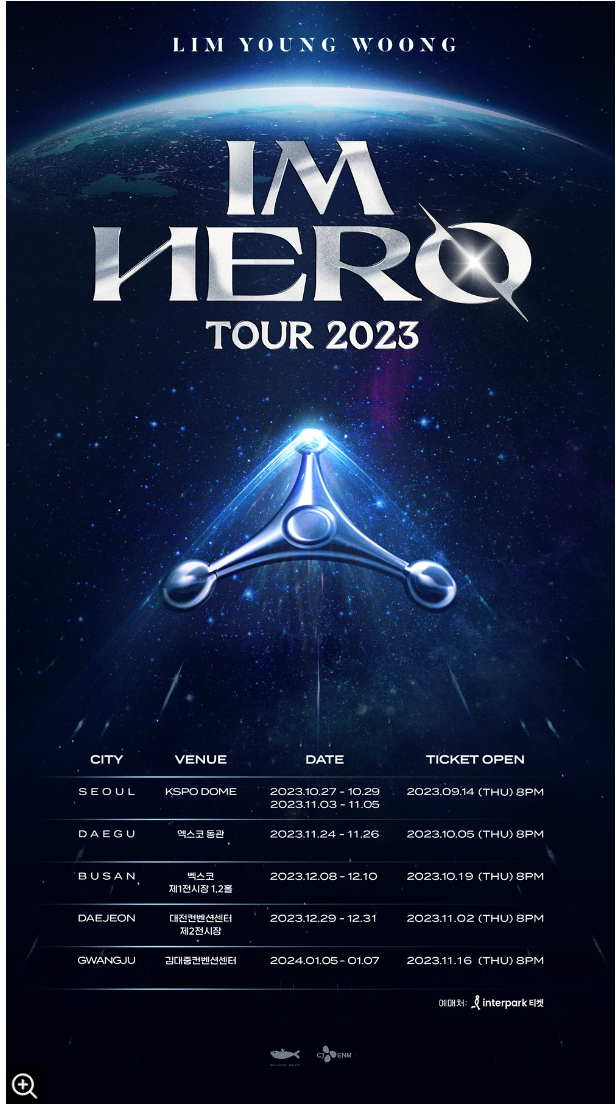 LIM YOUNG WOONG
IM
HERO
TOUR 2023
CITY VENUE DATE TICKET OPEN
SEOUL KSPO DOME 2023.10.27 - 10.29 2023.09.14 (THU) 8PM
2023.11.03 - 11.05
DAEGU 엑스코 동관 2023.11.24 - 11.26 2023.10.05 (THU) 8PM
BUSAN 벡스코 2023.12.08 - 12.10 2023.10.19 (THU) 8PM
제1전시장 1,2홀
DAEJEON 대전컨벤션센터 2023.12.29 - 12.31 2023.11.02 (THU) 8PM
제2전시장
GWANGJU 김대중컨벤션센터 2024.01.05 - 01.07 2023.11.16 (THU) 8PM
예매처: interpark 티켓
CJ ENM